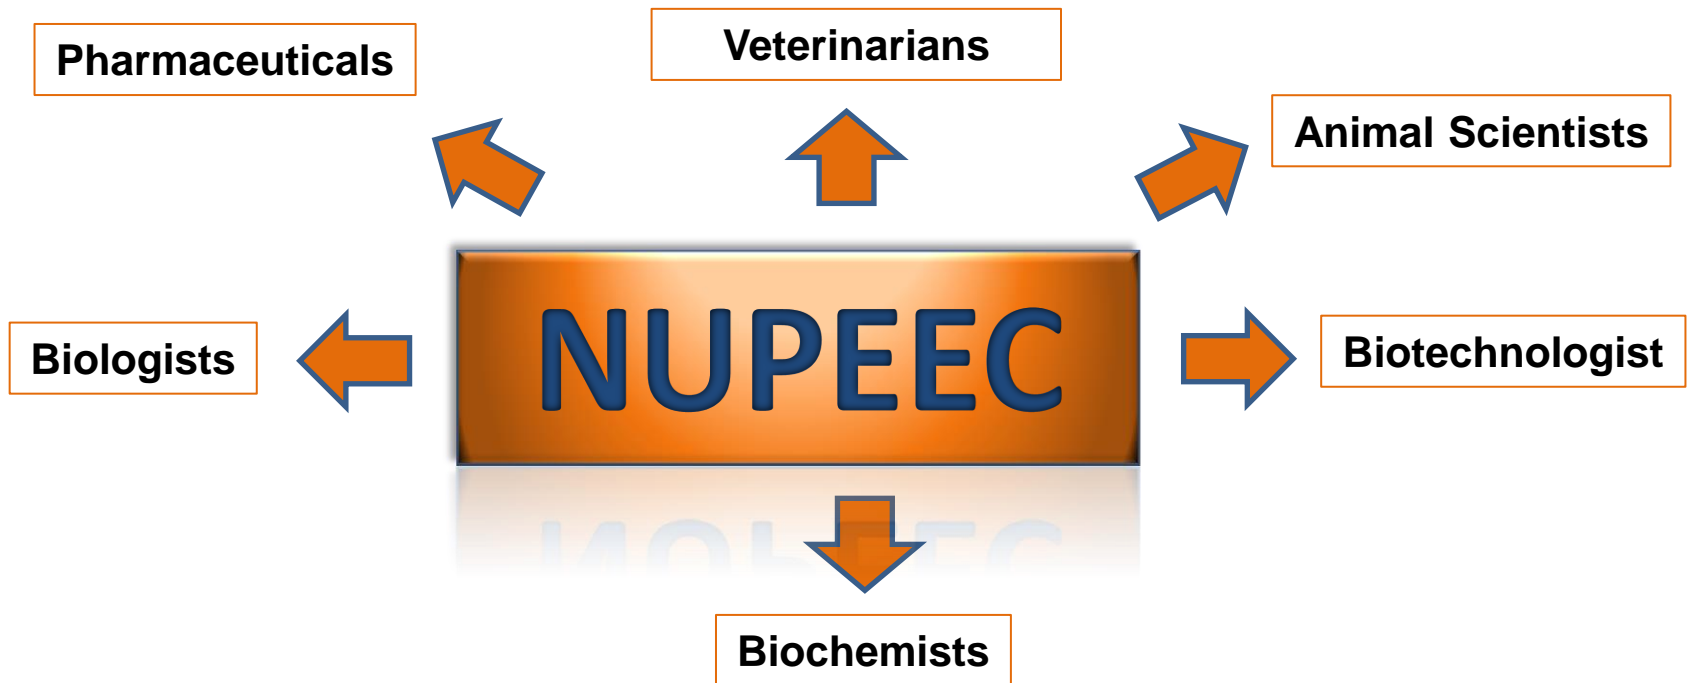 Veterinarians
Pharmaceuticals
Animal Scientists
NUPEEC
Biologists
Biotechnologist
Biochemists